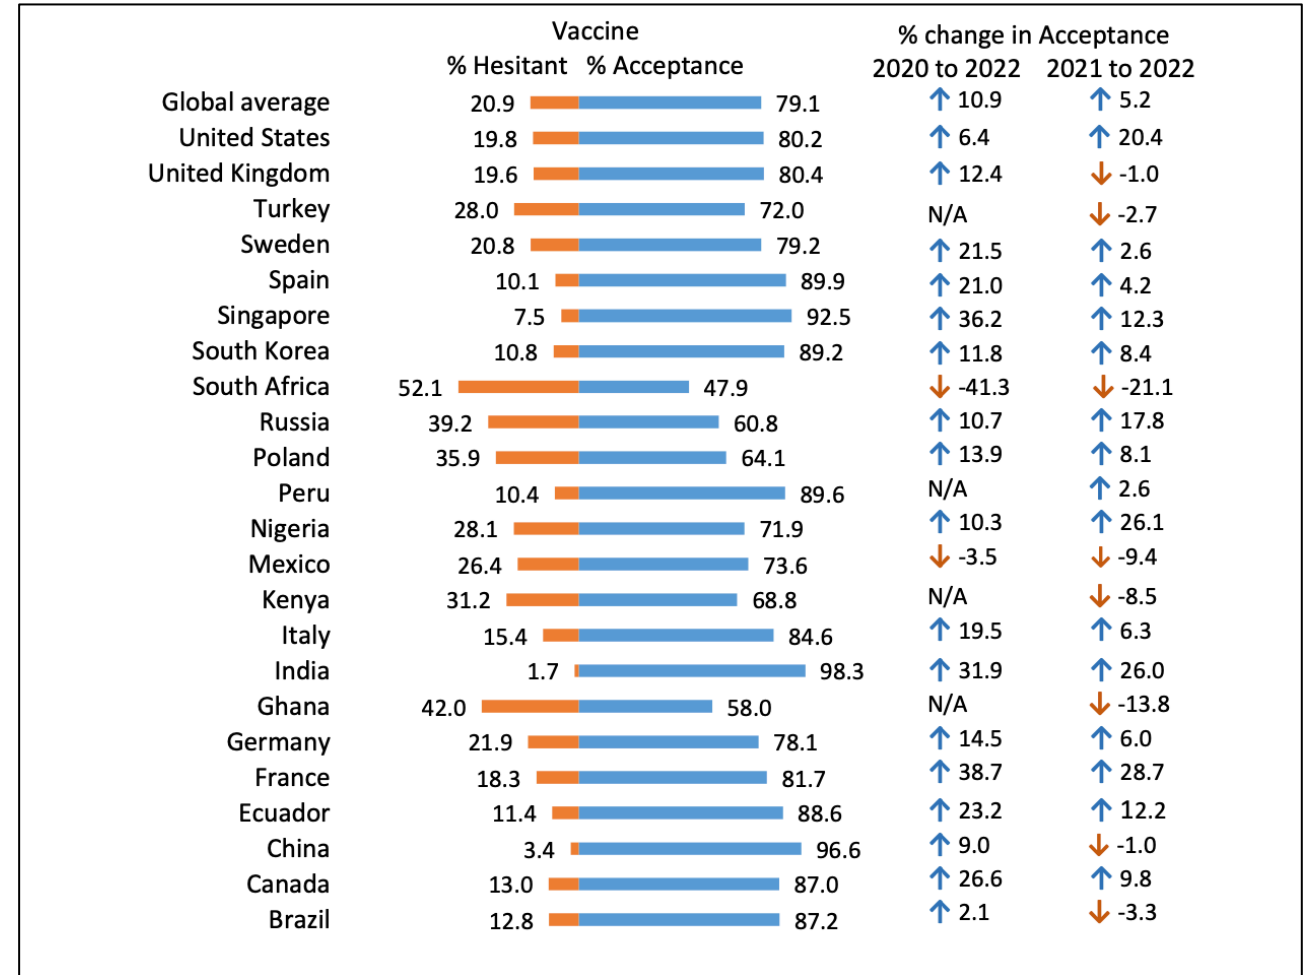 Vaccine % change in Acceptance
% Hesitant % Acceptance 2020 to 2022 2021 to 2022
Global average 20.9 79.1 ↑ 10.9 ↑ 5.2
United States 19.8 80.2 ↑ 6.4 ↑ 20.4
United Kingdom 19.6 80.4 ↑ 12.4 ↓ -1.0
Turkey 28.0 72.0 N/A ↓ -2.7
Sweden 20.8 79.2 ↑ 21.5 ↑ 2.6
Spain 10.1 89.9 ↑ 21.0 ↑ 4.2
Singapore 7.5 92.5 ↑ 36.2 ↑ 12.3
South Korea 10.8 89.2 ↑ 11.8 ↑ 8.4
South Africa 52.1 47.9 ↓ -41.3 ↓ -21.1
Russia 39.2 60.8 ↑ 10.7 ↑ 17.8
Poland 35.9 64.1 ↑ 13.9 ↑ 8.1
Peru 10.4 89.6 N/A ↑ 2.6
Nigeria 28.1 71.9 ↑ 10.3 ↑ 26.1
Mexico 26.4 73.6 ↓ -3.5 ↓ -9.4
Kenya 31.2 68.8 N/A ↓ -8.5
Italy 15.4 84.6 ↑ 19.5 ↑ 6.3
India 1.7 98.3 ↑ 31.9 ↑ 26.0
Ghana 42.0 58.0 N/A ↓ -13.8
Germany 21.9 78.1 ↑ 14.5 ↑ 6.0
France 18.3 81.7 ↑ 38.7 ↑ 28.7
Ecuador 11.4 88.6 ↑ 23.2 ↑ 12.2
China 3.4 96.6 ↑ 9.0 ↓ -1.0
Canada 13.0 87.0 ↑ 26.6 ↑ 9.8
Brazil 12.8 87.2 ↑ 2.1 ↓ -3.3